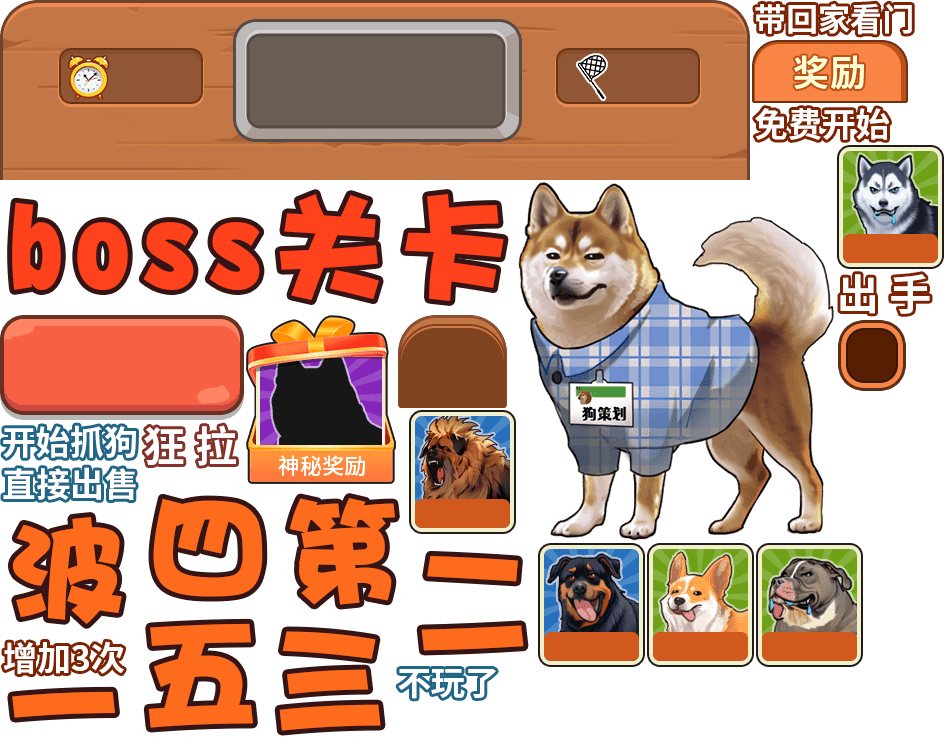 带回家看门
奖励
免费开始
boss关卡
出手
狗策划
开始抓狗
狂拉
直接出售
神秘奖励
波
四
第
二
增加3次
一
五
三
不玩了